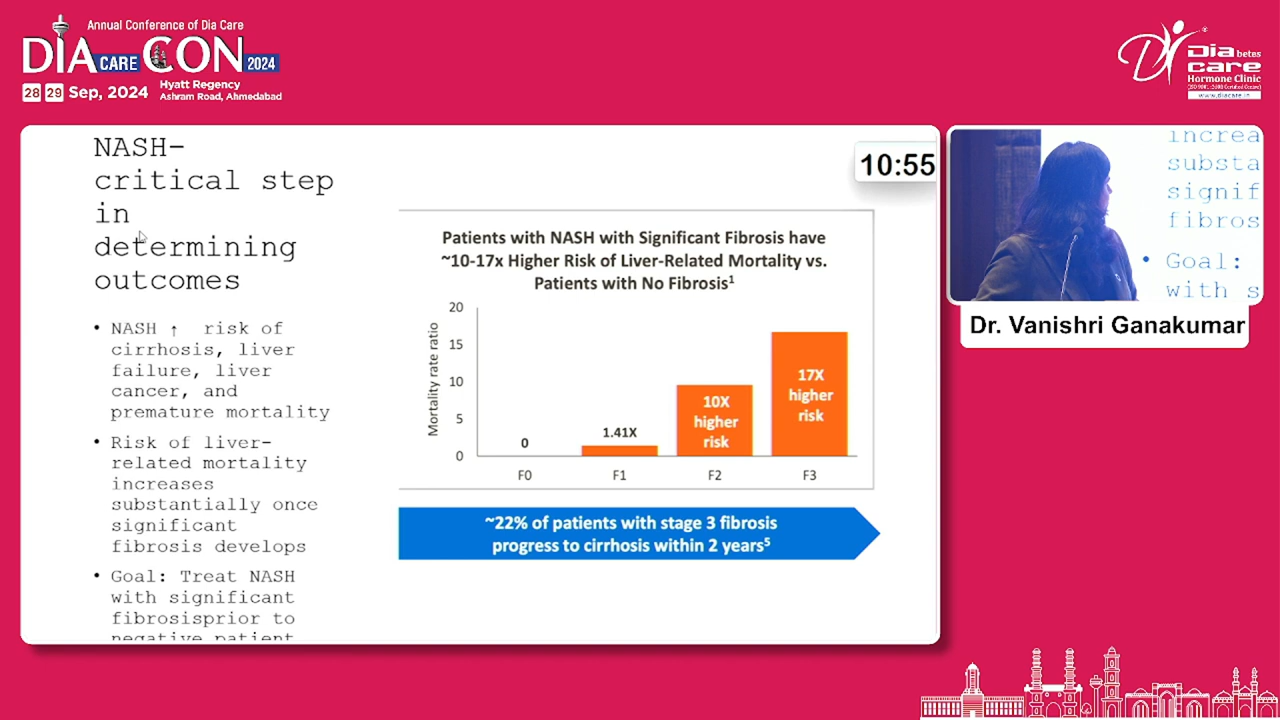 Annual Conference of Dia Care
DIA CARE CON 2024
28 29 Sep, 2024
Hyatt Regency
Ashram Road, Ahmedabad
Diabetes
care
Hormone Clinic
www.diacare.in
NASH-
critical step
in
determining
outcomes
• NASH ↑ risk of
cirrhosis, liver
failure, liver
cancer, and
premature mortality
• Risk of liver-
related mortality
increases
substantially once
significant
fibrosis develops
• Goal: Treat NASH
with significant
fibrosisprior to
negative patient
10:55
Patients with NASH with Significant Fibrosis have
~10-17x Higher Risk of Liver-Related Mortality vs.
Patients with No Fibrosis¹
Mortality rate ratio
20
15
10
5
0
0
1.41X
10X
higher
risk
17X
higher
risk
F0
F1
F2
F3
~22% of patients with stage 3 fibrosis
progress to cirrhosis within 2 years⁵
increa
substa
signif
fibros
• Goal:
with s
Dr. Vanishri Ganakumar